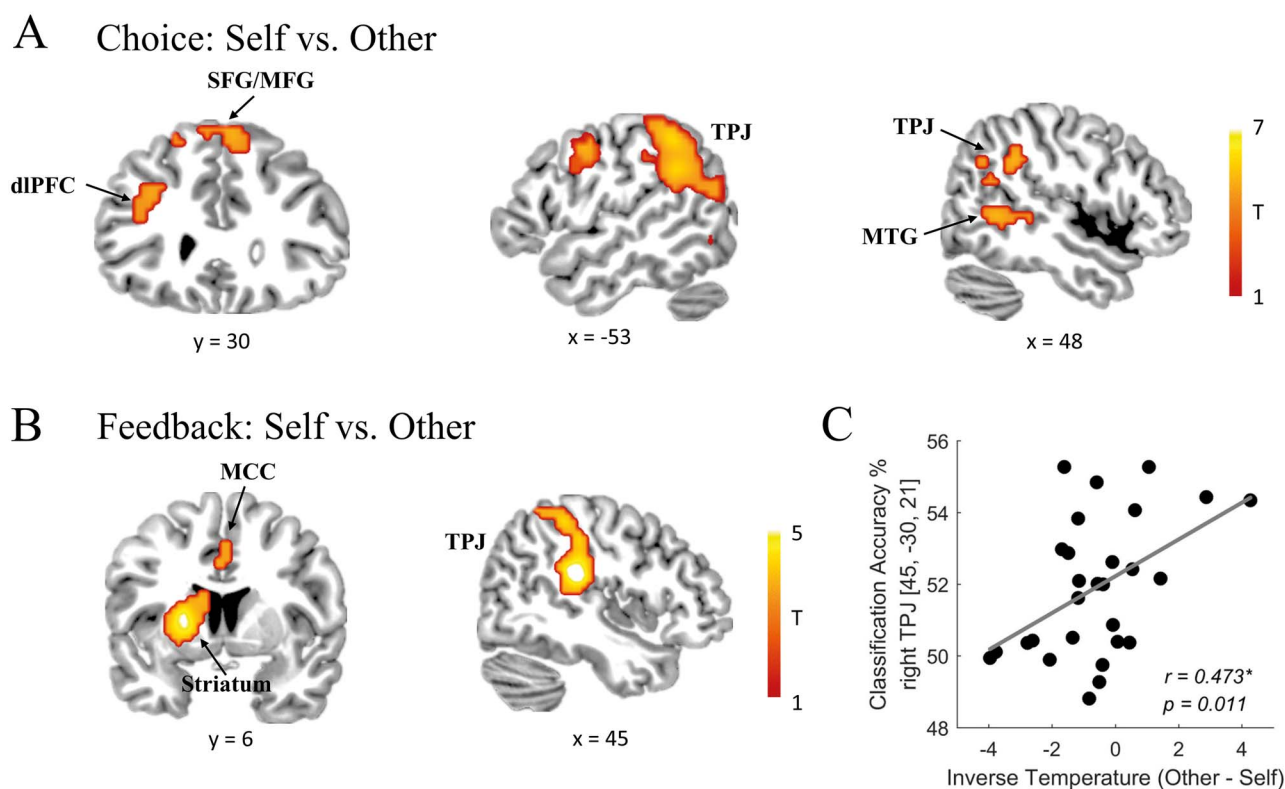 A Choice: Self vs. Other
SFG/MFG
dlPFC
y = 30
TPJ
x = -53
TPJ
MTG
x = 48
7
T
1
B Feedback: Self vs. Other
MCC
Striatum
y = 6
TPJ
x = 45
5
T
1
C
Classification Accuracy %
right TPJ [45, -30, 21]
56
54
52
50
48
r = 0.473*
p = 0.011
-4 -2 0 2 4
Inverse Temperature (Other - Self)